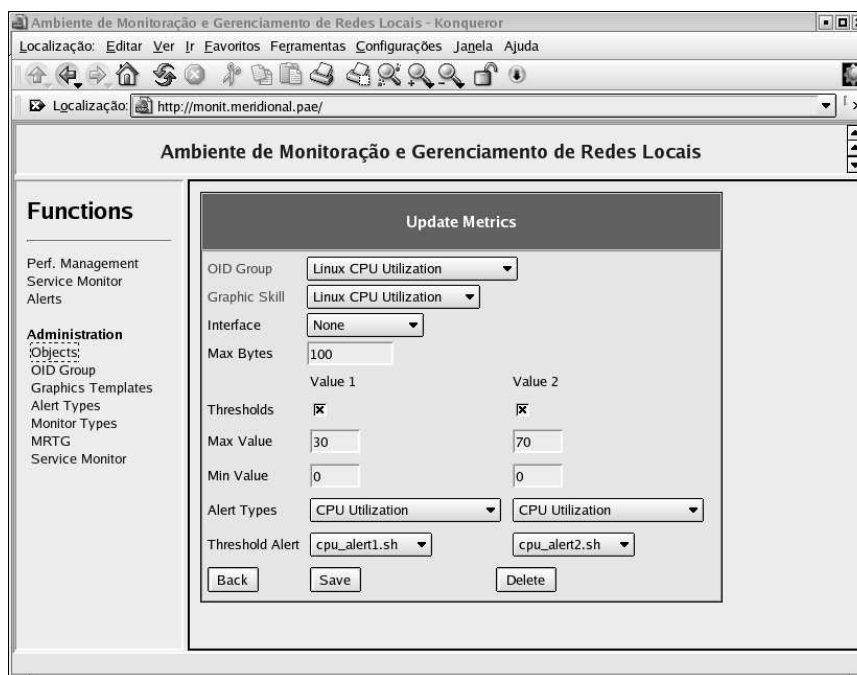 Ambiente de Monitoração e Gerenciamento de Redes Locais - Konqueror
Localização: Editar Ver Ir Favoritos Ferramentas Configurações Janela Ajuda
Localização: http://monit.meridional.pae/
Ambiente de Monitoração e Gerenciamento de Redes Locais
Functions
Perf. Management
Service Monitor
Alerts
Administration
Objects
OID Group
Graphics Templates
Alert Types
Monitor Types
MRTG
Service Monitor
Update Metrics
OID Group Linux CPU Utilization
Graphic Skill Linux CPU Utilization
Interface None
Max Bytes 100
Value 1 Value 2
Thresholds
Max Value 30 70
Min Value 0 0
Alert Types CPU Utilization CPU Utilization
Threshold Alert cpu_alert1.sh cpu_alert2.sh
Back Save Delete